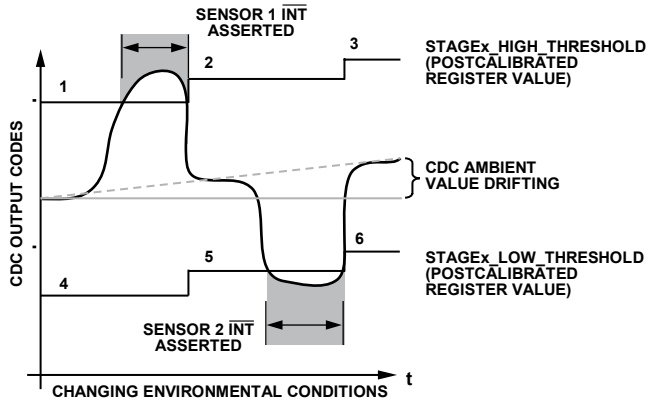 SENSOR 1 INT
ASSERTED
1
2
3
STAGEx_HIGH_THRESHOLD
(POSTCALIBRATED
REGISTER VALUE)
CDC OUTPUT CODES
CDC AMBIENT
VALUE DRIFTING
4
5
6
STAGEx_LOW_THRESHOLD
(POSTCALIBRATED
REGISTER VALUE)
SENSOR 2 INT
ASSERTED
t
CHANGING ENVIRONMENTAL CONDITIONS